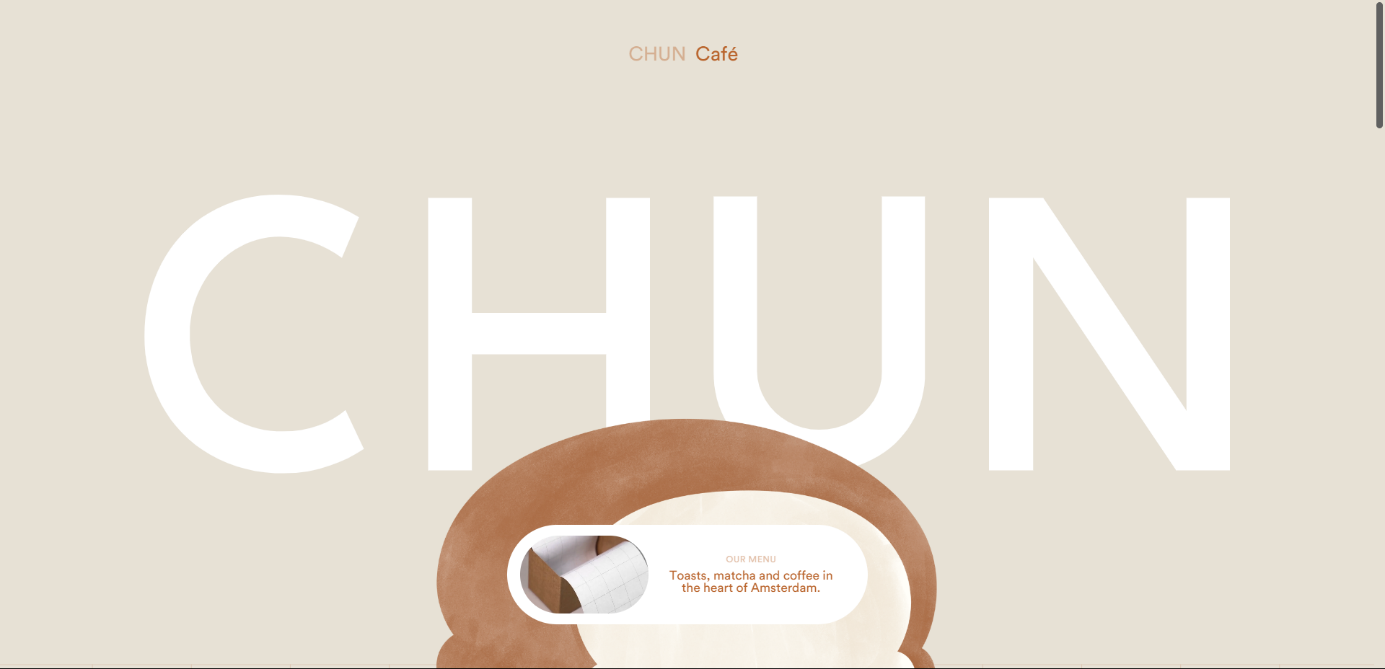 CHUN Café
CHUN
OUR MENU
Toasts, matcha and coffee in
the heart of Amsterdam.